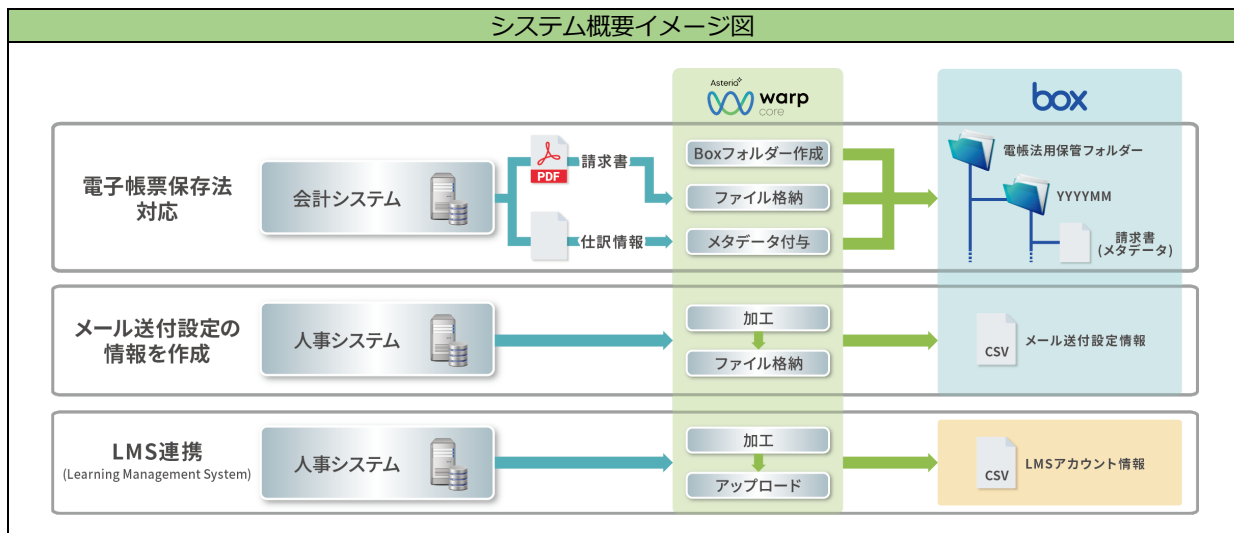 システム概要イメージ図
Asteria
warp
core
box
電子帳票保存法
対応
会計システム
PDF
請求書
仕訳情報
Boxフォルダー作成
ファイル格納
メタデータ付与
電帳法用保管フォルダー
YYYYMM
請求書
(メタデータ)
メール送付設定の
情報を作成
人事システム
加工
ファイル格納
CSV
メール送付設定情報
LMS連携
(Learning Management System)
人事システム
加工
アップロード
CSV
LMSアカウント情報